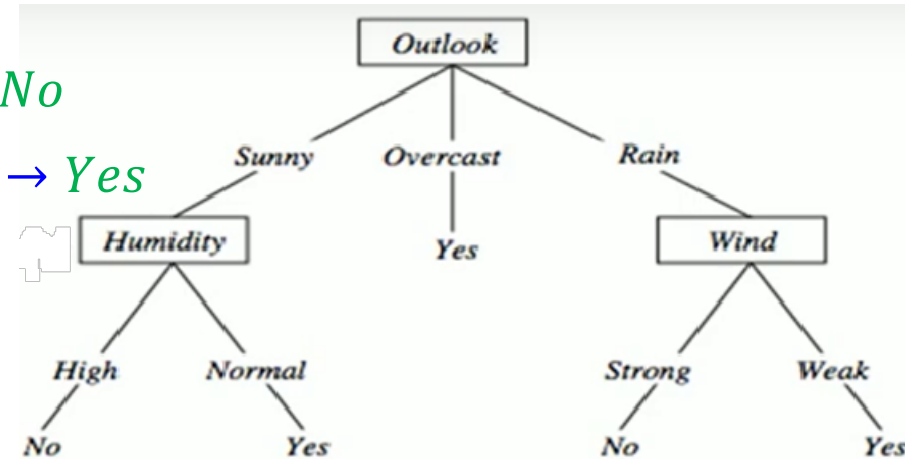 Outlook
No
Sunny Overcast Rain
→ Yes
Humidity Yes Wind
High Normal Strong Weak
No Yes No Yes